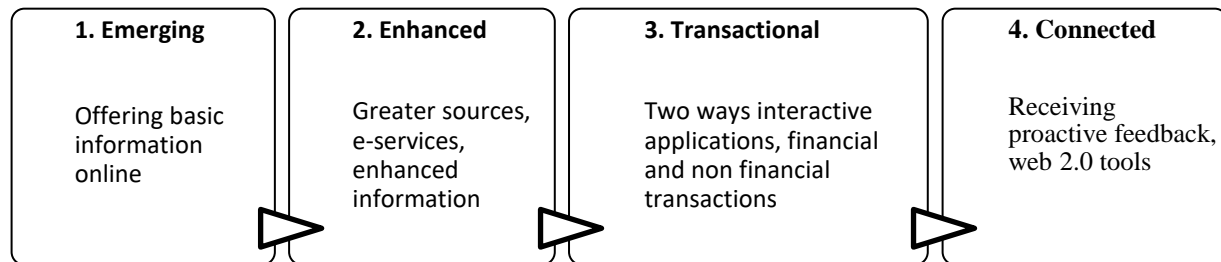 1. Emerging
Offering basic
information
online
2. Enhanced
Greater sources,
e-services,
enhanced
information
3. Transactional
Two ways interactive
applications, financial
and non financial
transactions
4. Connected
Receiving
proactive feedback,
web 2.0 tools